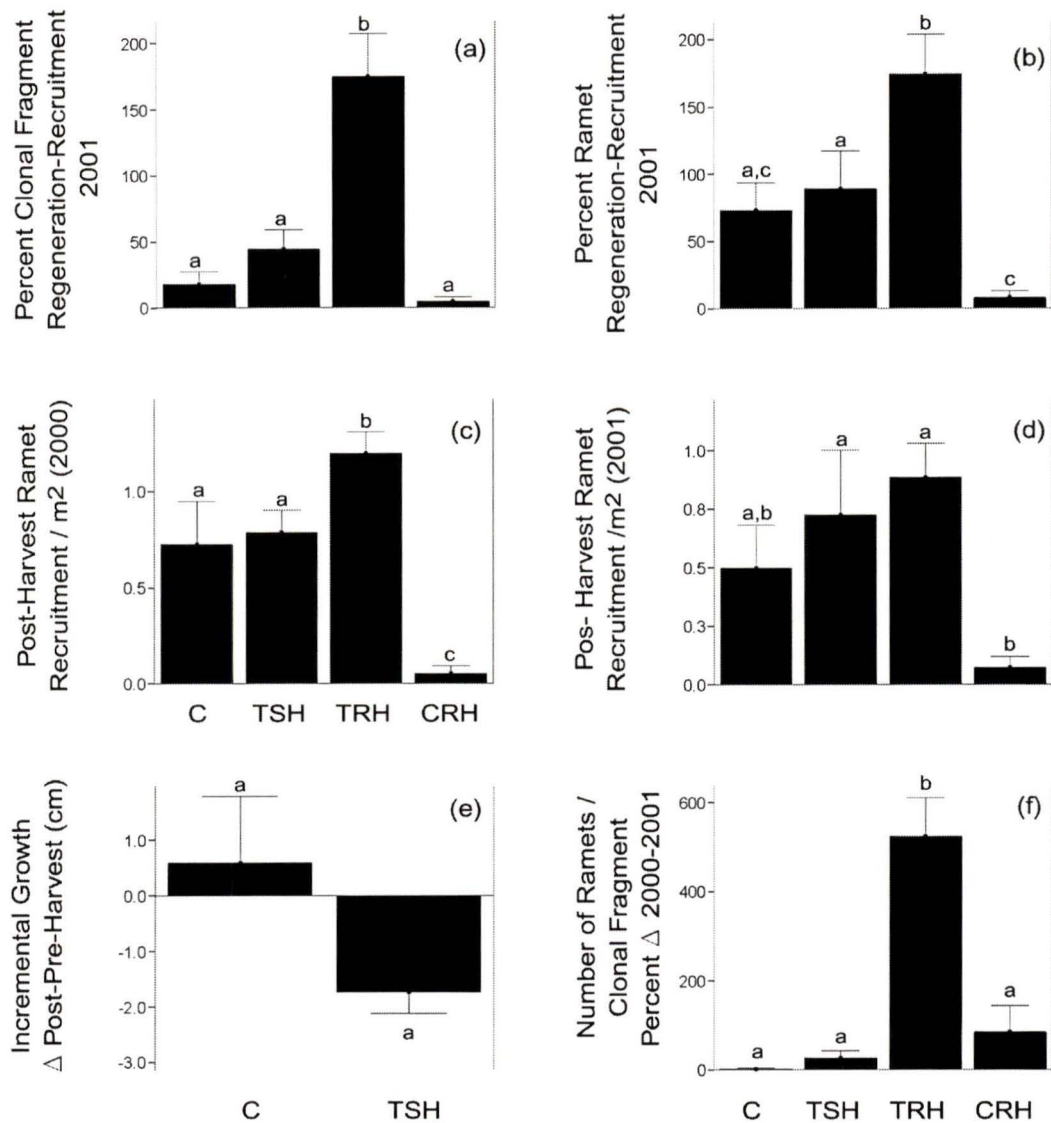 Percent Clonal Fragment
Regeneration-Recruitment
2001
200
150
100
50
0
a
a
b
a
(a)
Percent Ramet
Regeneration-Recruitment
2001
200
150
100
50
0
a,c
a
b
c
(b)
Post-Harvest Ramet
Recruitment / m2 (2000)
1.0
0.5
0.0
a
a
b
c
(c)
C TSH TRH CRH
Pos- Harvest Ramet
Recruitment /m2 (2001)
1.0
0.8
0.5
0.3
0.0
a,b
a
a
b
(d)
Incremental Growth
△ Post-Pre-Harvest (cm)
1.0
0.0
-1.0
-2.0
-3.0
a
a
(e)
C TSH
Number of Ramets /
Clonal Fragment
Percent △ 2000-2001
600
400
200
0
a
a
b
a
(f)
C TSH TRH CRH